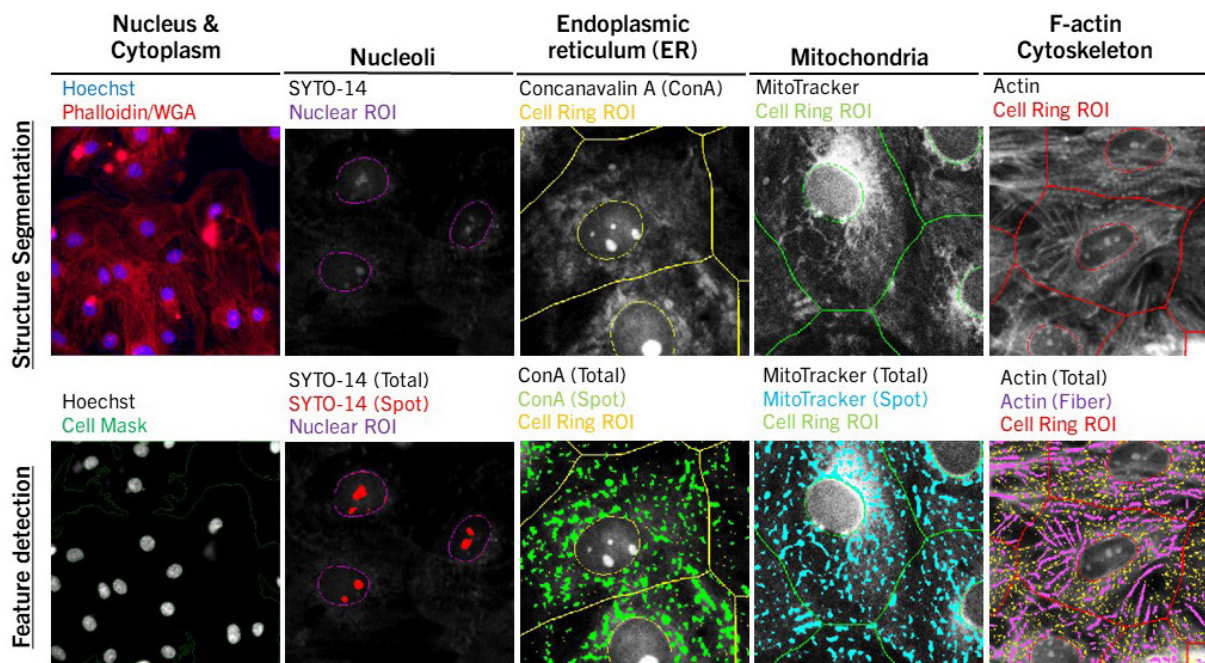 Nucleus &
Cytoplasm
Nucleoli
Endoplasmic
reticulum (ER)
Mitochondria
F-actin
Cytoskeleton
Structure Segmentation
Hoechst
Phalloidin/WGA
SYTO-14
Nuclear ROI
Concanavalin A (ConA)
Cell Ring ROI
MitoTracker
Cell Ring ROI
Actin
Cell Ring ROI
Feature detection
Hoechst
Cell Mask
SYTO-14 (Total)
SYTO-14 (Spot)
Nuclear ROI
ConA (Total)
ConA (Spot)
Cell Ring ROI
MitoTracker (Total)
MitoTracker (Spot)
Cell Ring ROI
Actin (Total)
Actin (Fiber)
Cell Ring ROI